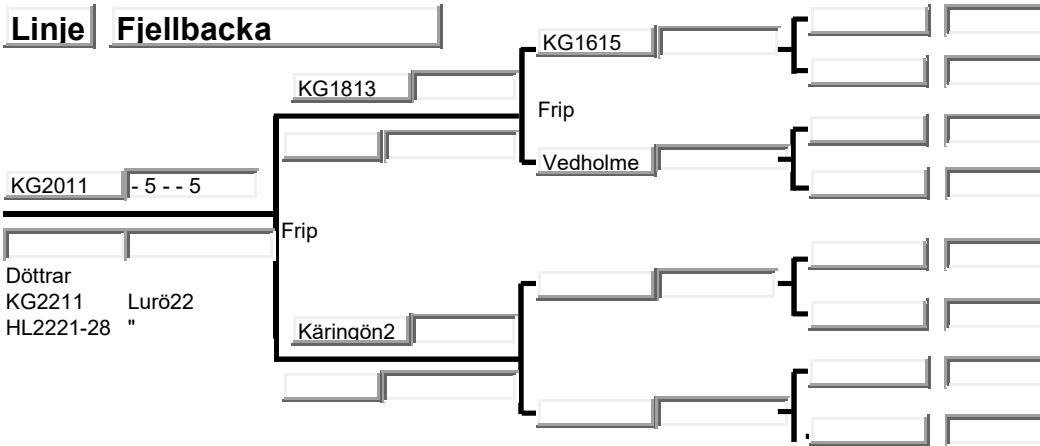 Linje Fjellbacka
KG1615
KG1813
Frip
Vedholme
KG2011 - 5 - - 5
Frip
Döttrar
KG2211 Lurö22
HL2221-28 "
Käringön2